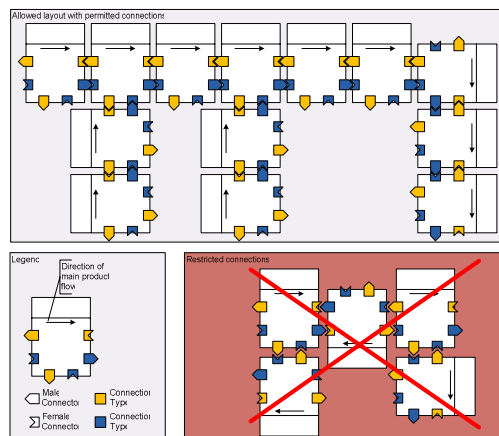 Allowed layout with permitted connections
Legend
Direction of
main product
flow
Male
Connector
Connection
Type
Female
Connector
Connection
Type
Restricted connections